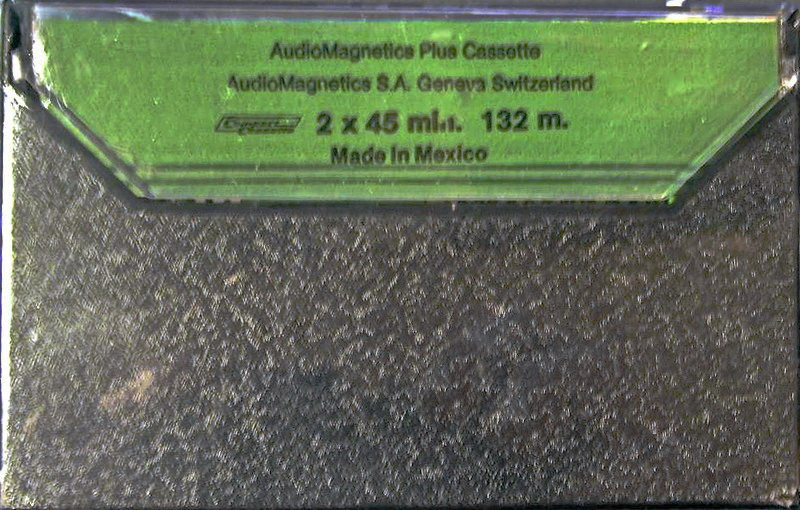 AudioMagnetics Plus Cassette
AudioMagnetics S.A. Geneva Switzerland
2 x 45 min. 132 m.
Made in Mexico